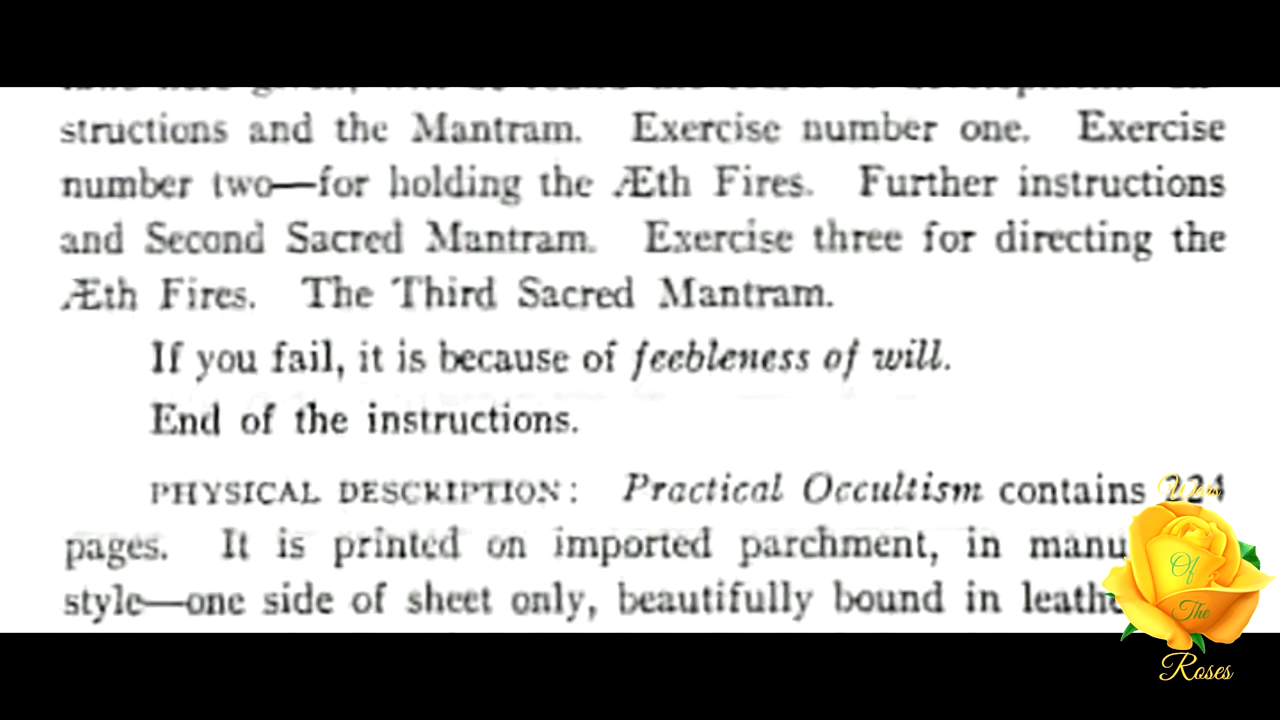 structions and the Mantram. Exercise number one. Exercise
number two—for holding the Æth Fires. Further instructions
and Second Sacred Mantram. Exercise three for directing the
Æth Fires. The Third Sacred Mantram.
If you fail, it is because of feebleness of will.
End of the instructions.
PHYSICAL DESCRIPTION: Practical Occultism contains 224
pages. It is printed on imported parchment, in manu
style—one side of sheet only, beautifully bound in leathe
Wars
Of
The
Roses